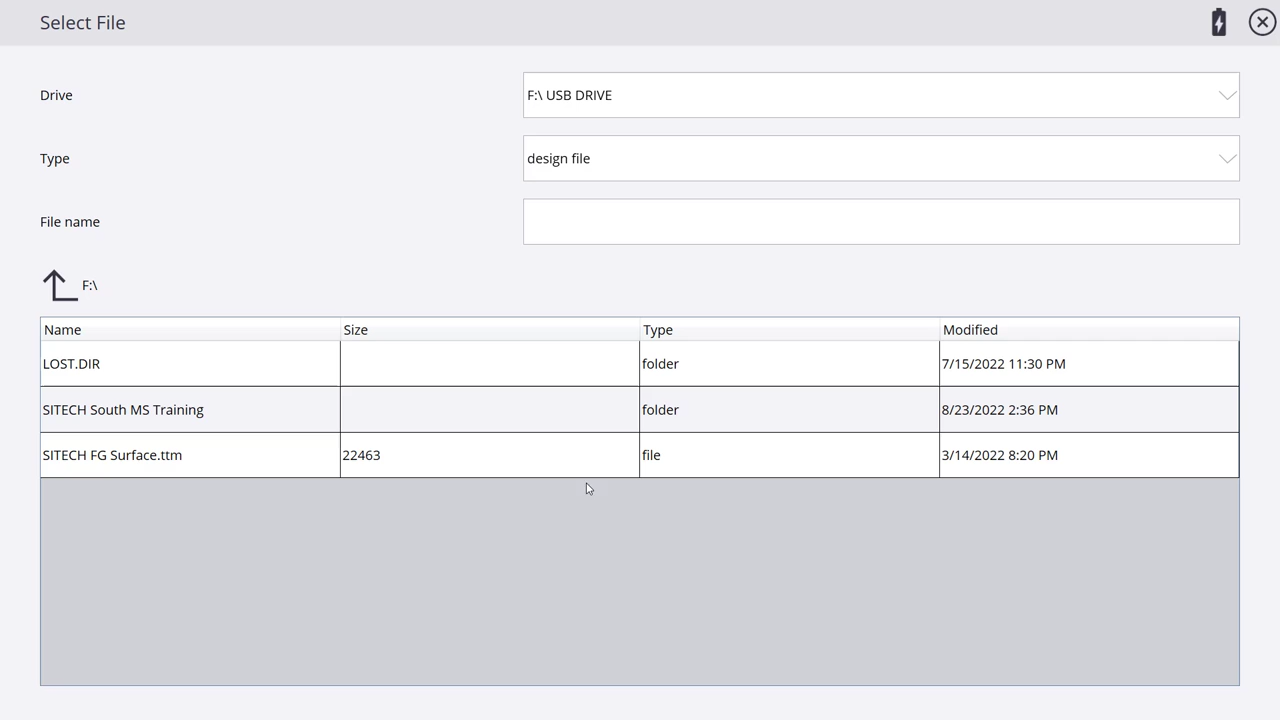 Select File
Drive
F:\ USB DRIVE
Type
design file
File name
F:\
Name Size Type Modified
LOST.DIR folder 7/15/2022 11:30 PM
SITECH South MS Training folder 8/23/2022 2:36 PM
SITECH FG Surface.ttm 22463 file 3/14/2022 8:20 PM